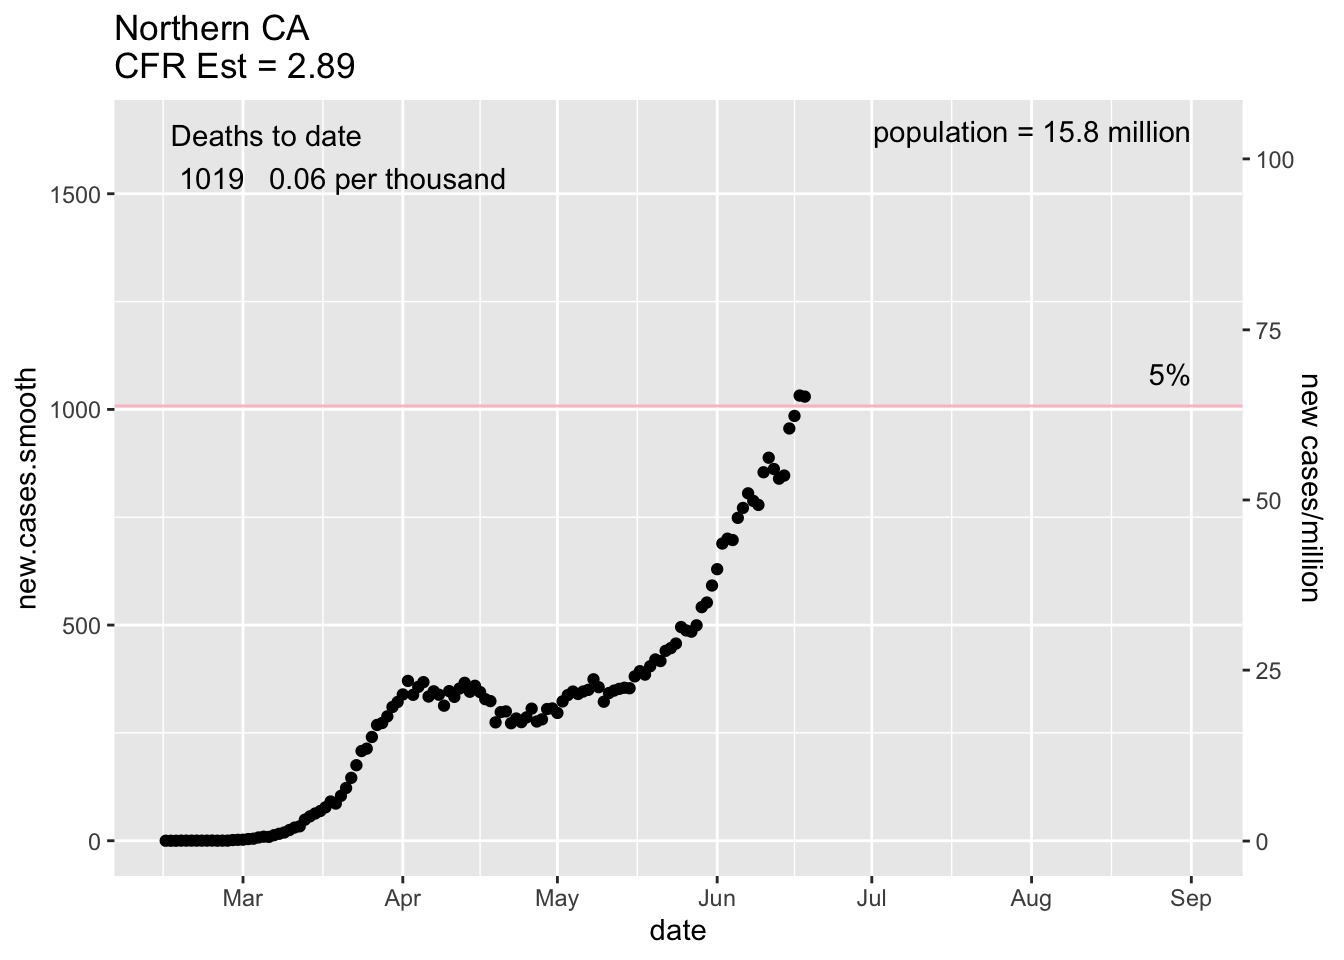 Northern CA
CFR Est = 2.89
Deaths to date
1019 0.06 per thousand
population = 15.8 million
5%
new.cases.smooth
1500
1000
500
0
100
75
50
25
0
new cases/million
Mar Apr May Jun Jul Aug Sep
date